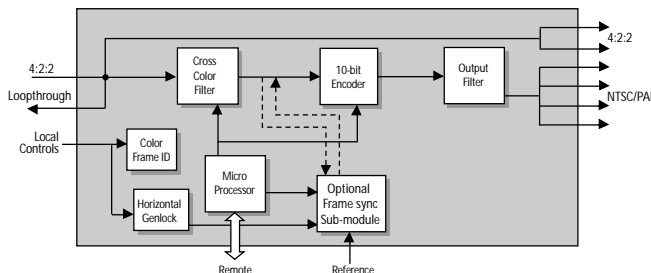 4:2:2
Loopthrough
Local
Controls
Cross
Color
Filter
10-bit
Encoder
Output
Filter
4:2:2
NTSC/PAL
Color
Frame ID
Micro
Processor
Horizontal
Genlock
Optional
Frame sync
Sub-module
Remote
Reference